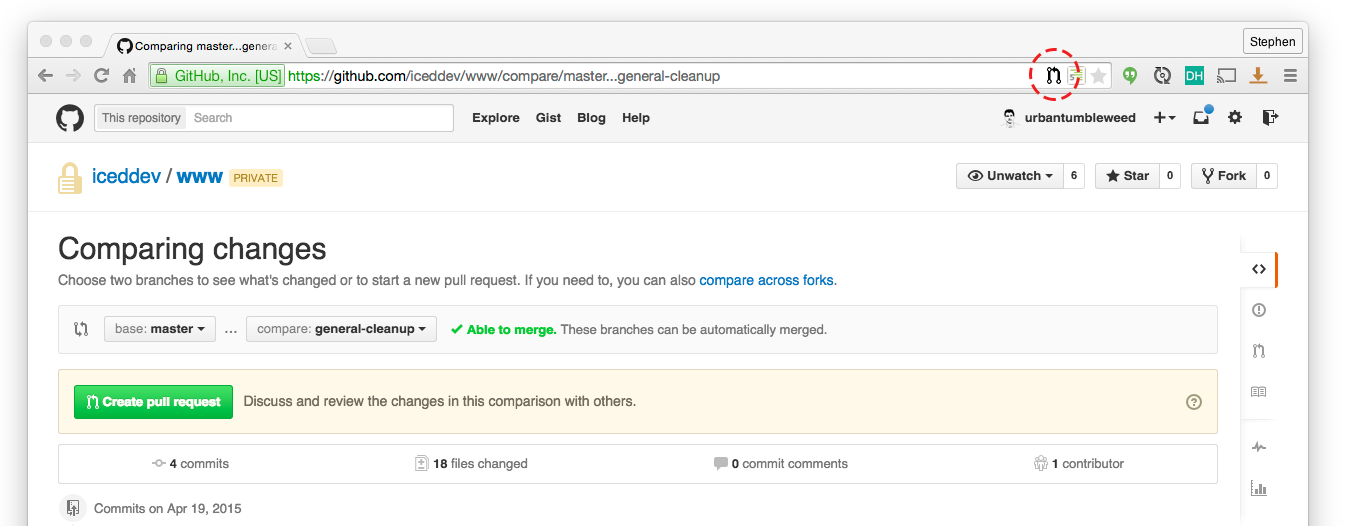 Comparing master...genera
Stephen
GitHub, Inc. [US] https://github.com/iceddev/www/compare/master...general-cleanup
DH
This repository Search Explore Gist Blog Help urbantumbleweed
iceddev / www PRIVATE Unwatch 6 Star 0 Fork 0
Comparing changes
Choose two branches to see what's changed or to start a new pull request. If you need to, you can also compare across forks.
base: master ... compare: general-cleanup Able to merge. These branches can be automatically merged.
Create pull request Discuss and review the changes in this comparison with others.
4 commits 18 files changed 0 commit comments 1 contributor
Commits on Apr 19, 2015